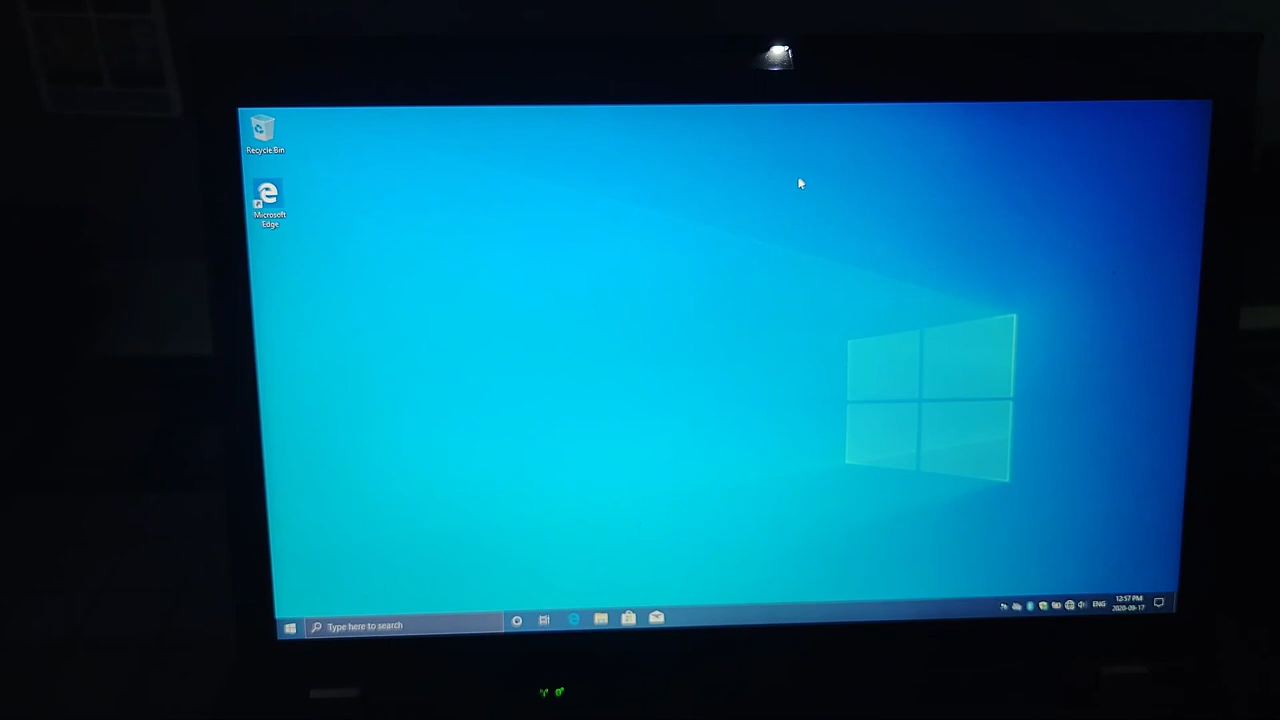 Recycle Bin
Microsoft
Edge
Type here to search
ENG
12:57 PM
2020-09-17